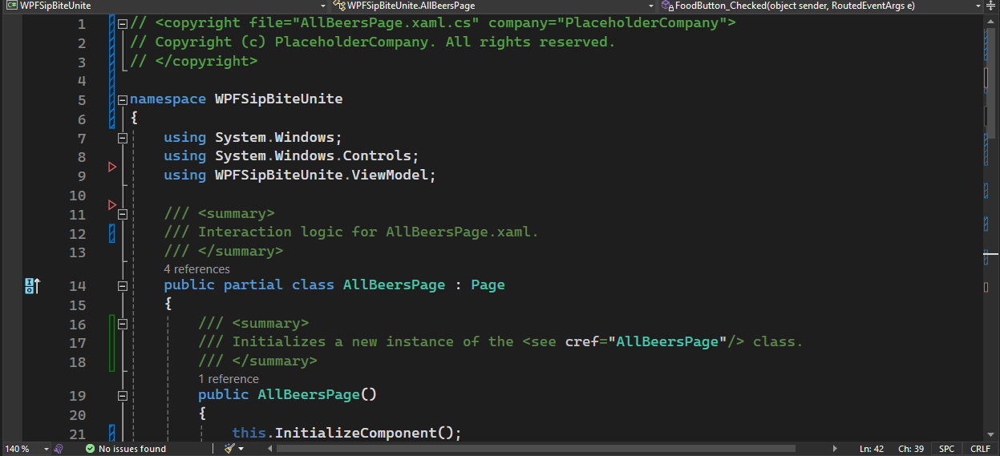 C# WPFSipBiteUnite WPFSipBiteUnite.AllBeersPage FoodButton_Checked(object sender, RoutedEventArgs e)
1 // <copyright file="AllBeersPage.xaml.cs" company="PlaceholderCompany">
2 // Copyright (c) PlaceholderCompany. All rights reserved.
3 // </copyright>
4
5 namespace WPFSipBiteUnite
6 {
7 using System.Windows;
8 using System.Windows.Controls;
9 using WPFSipBiteUnite.ViewModel;
10
11 /// <summary>
12 /// Interaction logic for AllBeersPage.xaml.
13 /// </summary>
4 references
14 public partial class AllBeersPage : Page
15 {
16 /// <summary>
17 /// Initializes a new instance of the <see cref="AllBeersPage"/> class.
18 /// </summary>
1 reference
19 public AllBeersPage()
20 {
21 this.InitializeComponent();
140 % No issues found Ln: 42 Ch: 39 SPC CRLF